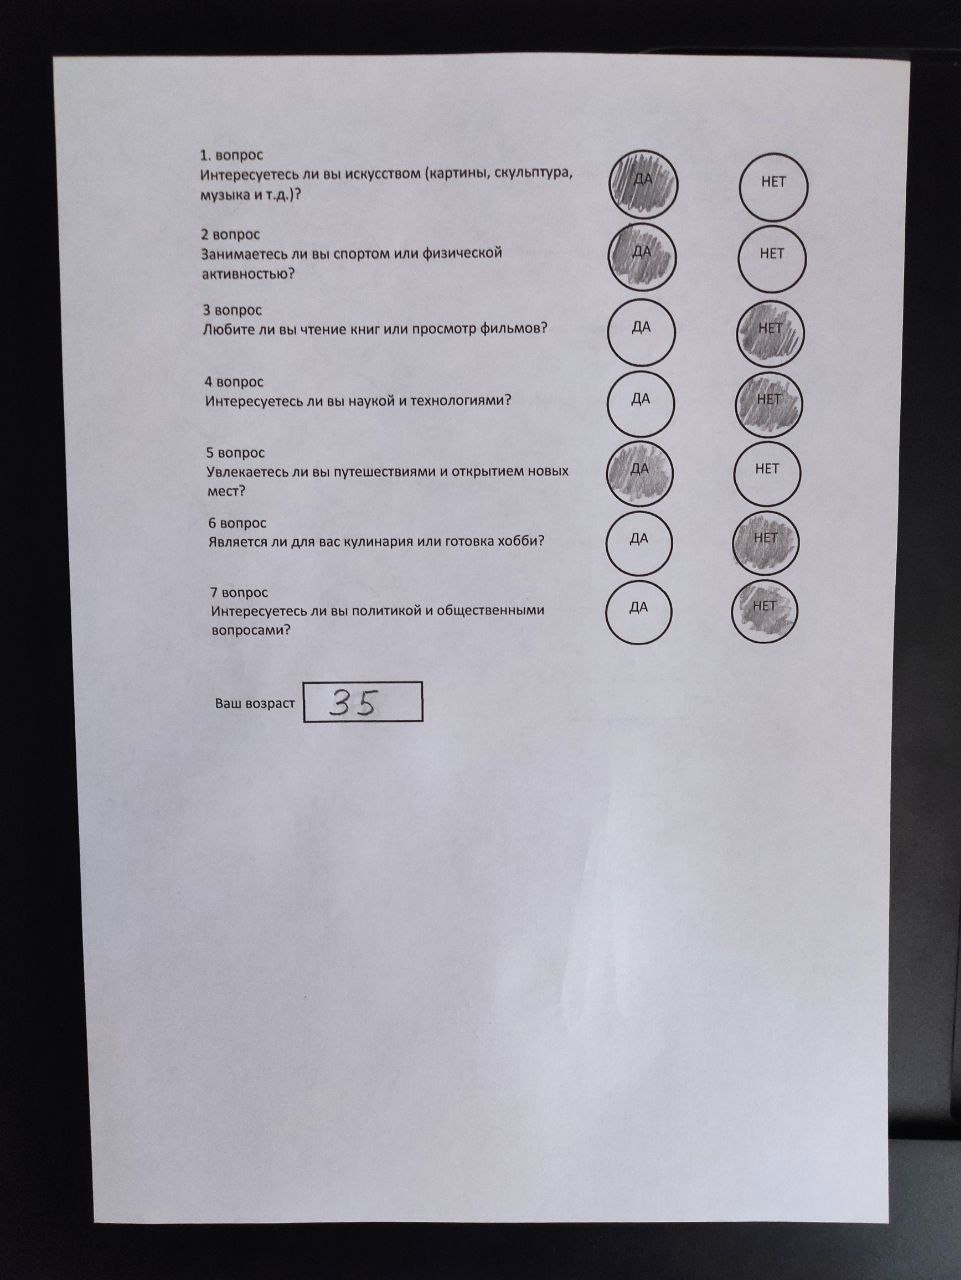 1. вопрос
Интересуетесь ли вы искусством (картины, скульптура,
музыка и т.д.)?
ДА НЕТ
2 вопрос
Занимаетесь ли вы спортом или физической
активностью?
ДА НЕТ
3 вопрос
Любите ли вы чтение книг или просмотр фильмов?
ДА НЕТ
4 вопрос
Интересуетесь ли вы наукой и технологиями?
ДА НЕТ
5 вопрос
Увлекаетесь ли вы путешествиями и открытием новых
мест?
ДА НЕТ
6 вопрос
Является ли для вас кулинария или готовка хобби?
ДА НЕТ
7 вопрос
Интересуетесь ли вы политикой и общественными
вопросами?
ДА НЕТ
Ваш возраст 35